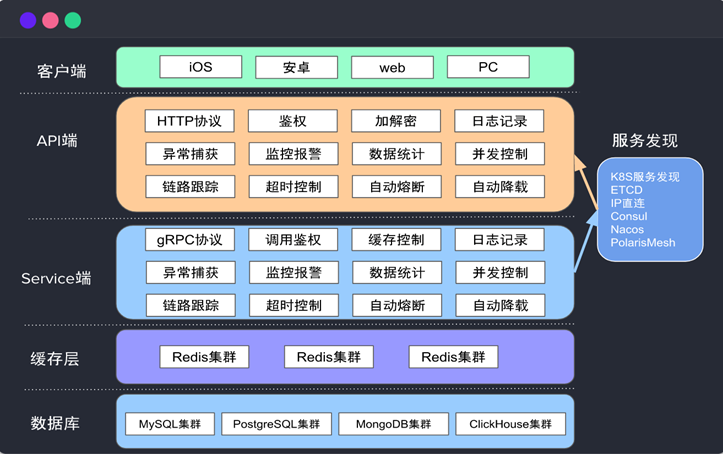 客户端
iOS
安卓
web
PC
API端
HTTP协议
鉴权
加解密
日志记录
异常捕获
监控报警
数据统计
并发控制
链路跟踪
超时控制
自动熔断
自动降载
服务发现
K8S服务发现
ETCD
IP直连
Consul
Nacos
PolarisMesh
Service端
gRPC协议
调用鉴权
缓存控制
日志记录
异常捕获
监控报警
数据统计
并发控制
链路跟踪
超时控制
自动熔断
自动降载
缓存层
Redis集群
Redis集群
Redis集群
数据库
MySQL集群
PostgreSQL集群
MongoDB集群
ClickHouse集群